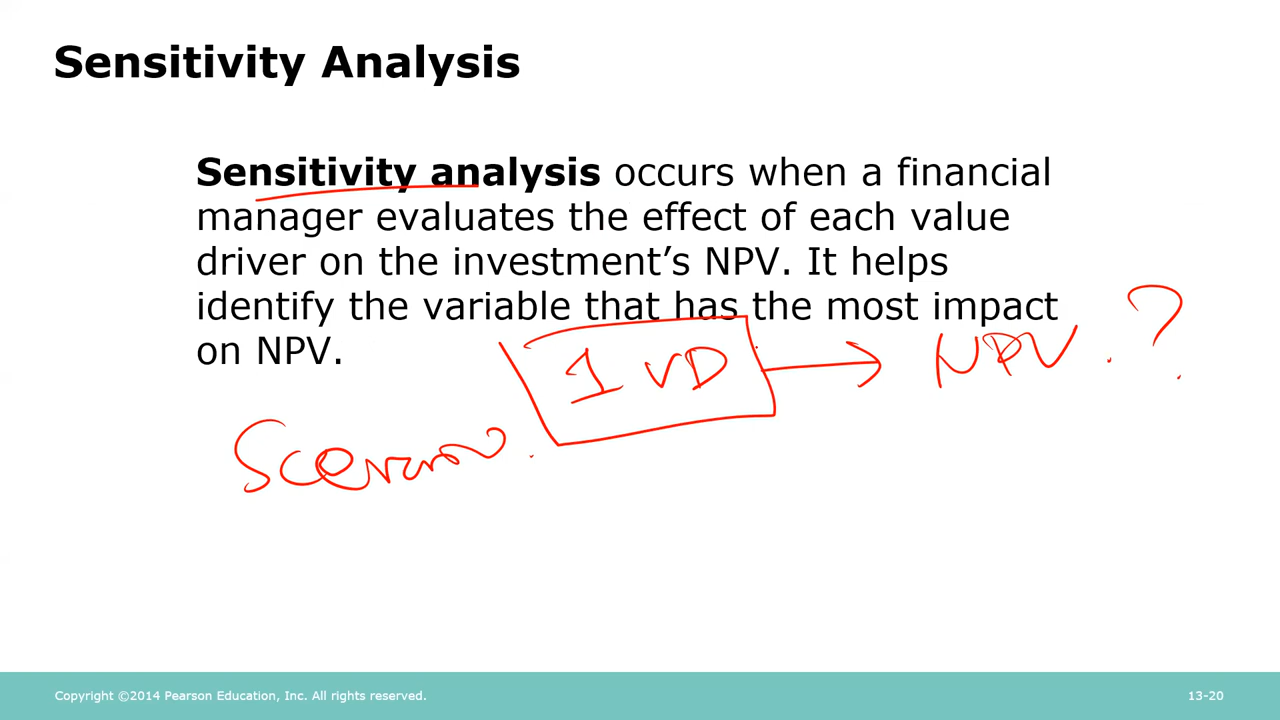 Sensitivity Analysis
Sensitivity analysis occurs when a financial
manager evaluates the effect of each value
driver on the investment’s NPV. It helps
identify the variable that has the most impact
on NPV.
1 VD → NPV. ?
Copyright ©2014 Pearson Education, Inc. All rights reserved.
13-20